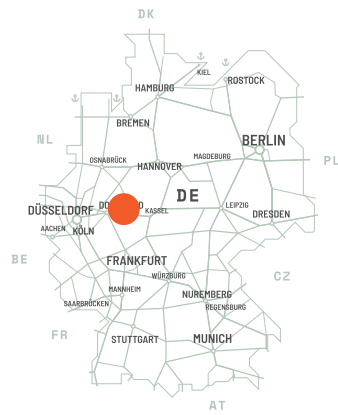 DK
KIEL
ROSTOCK
HAMBURG
BREMEN
NL
BERLIN
OSNABRÜCK
HANNOVER
MAGDEBURG
PL
DE
DÜSSELDORF
KASSEL
LEIPZIG
DRESDEN
AACHEN
KÖLN
BE
FRANKFURT
WÜRZBURG
CZ
MANNHEIM
SAARBRÜCKEN
NUREMBERG
REGENSBURG
FR
STUTTGART
MUNICH
AT